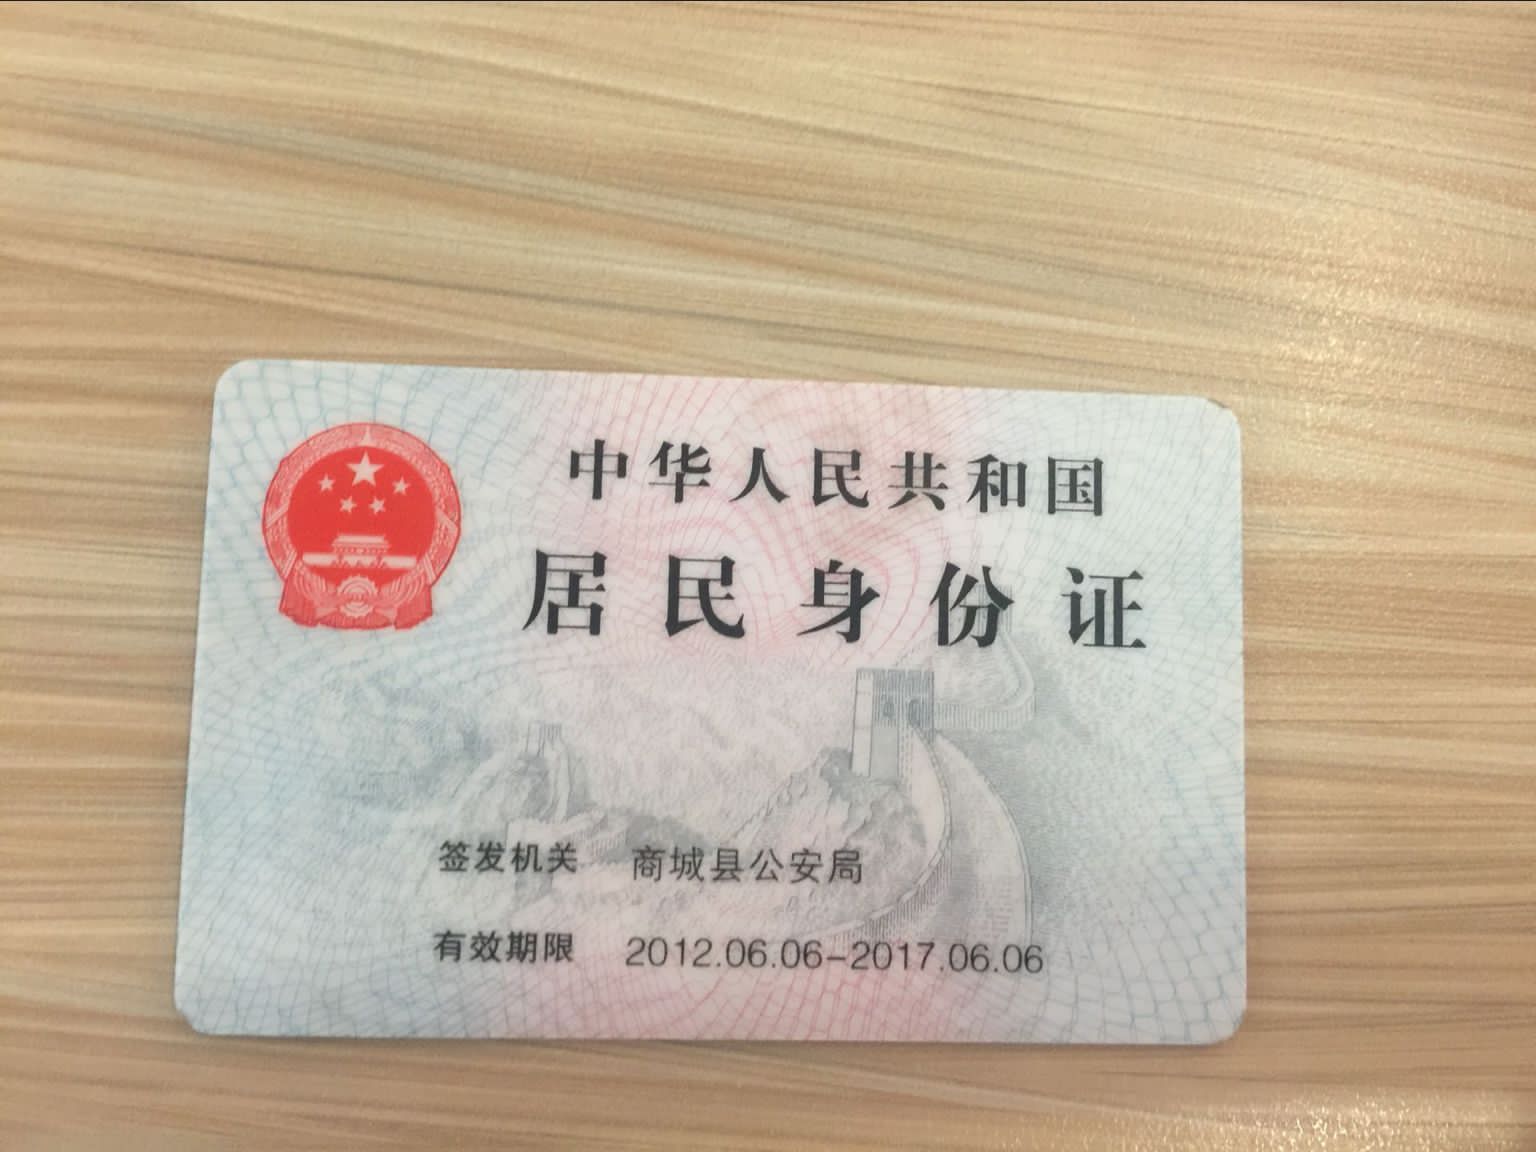 中华人民共和国
居民身份证
签发机关 商城县公安局
有效期限 2012.06.06-2017.06.06